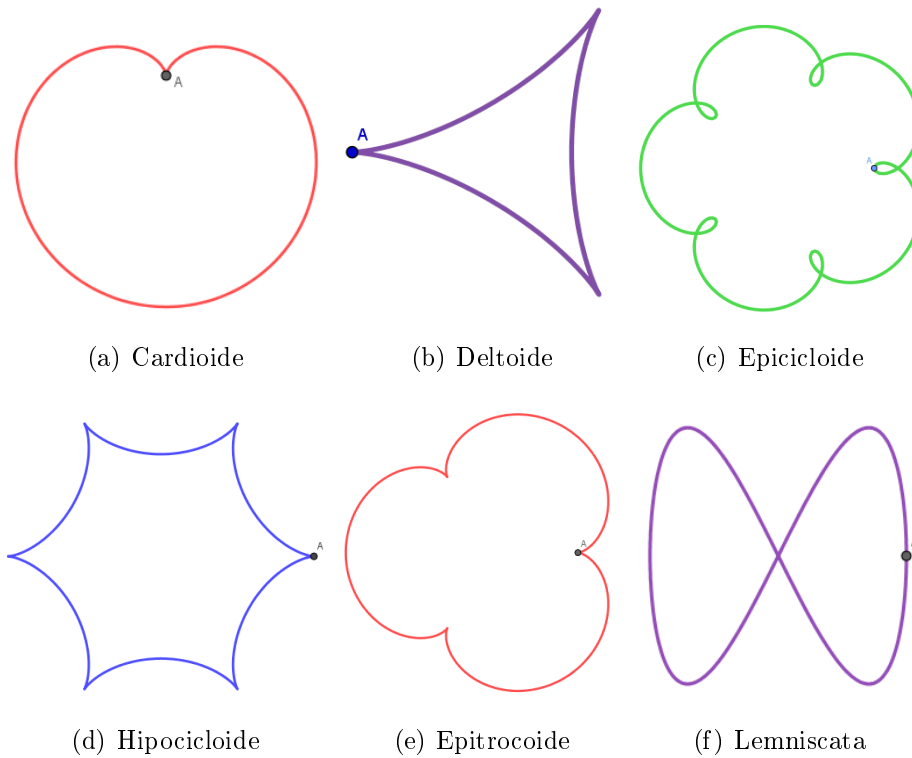 A
A
A
(a) Cardioide
(b) Deltoide
(c) Epicicloide
A
A
(d) Hipocicloide
(e) Epitrocoide
(f) Lemniscata